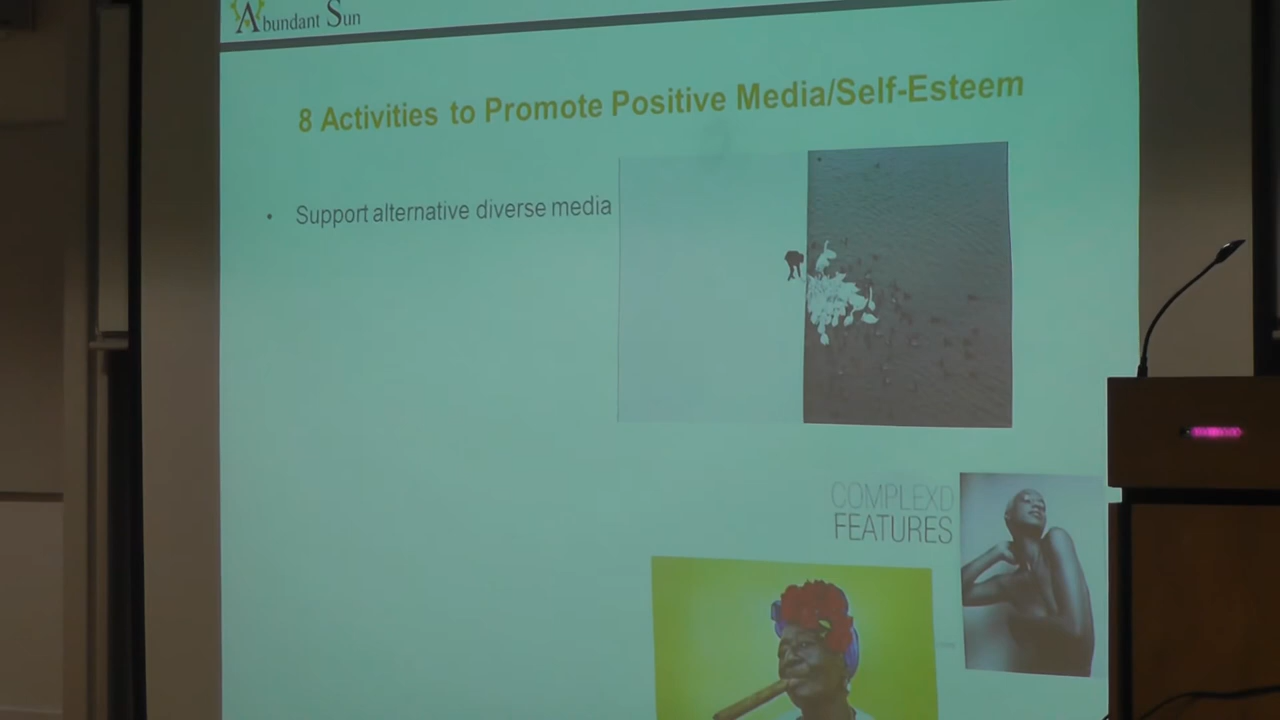 Abundant Sun
8 Activities to Promote Positive Media/Self-Esteem
• Support alternative diverse media
COMPLEXD
FEATURES